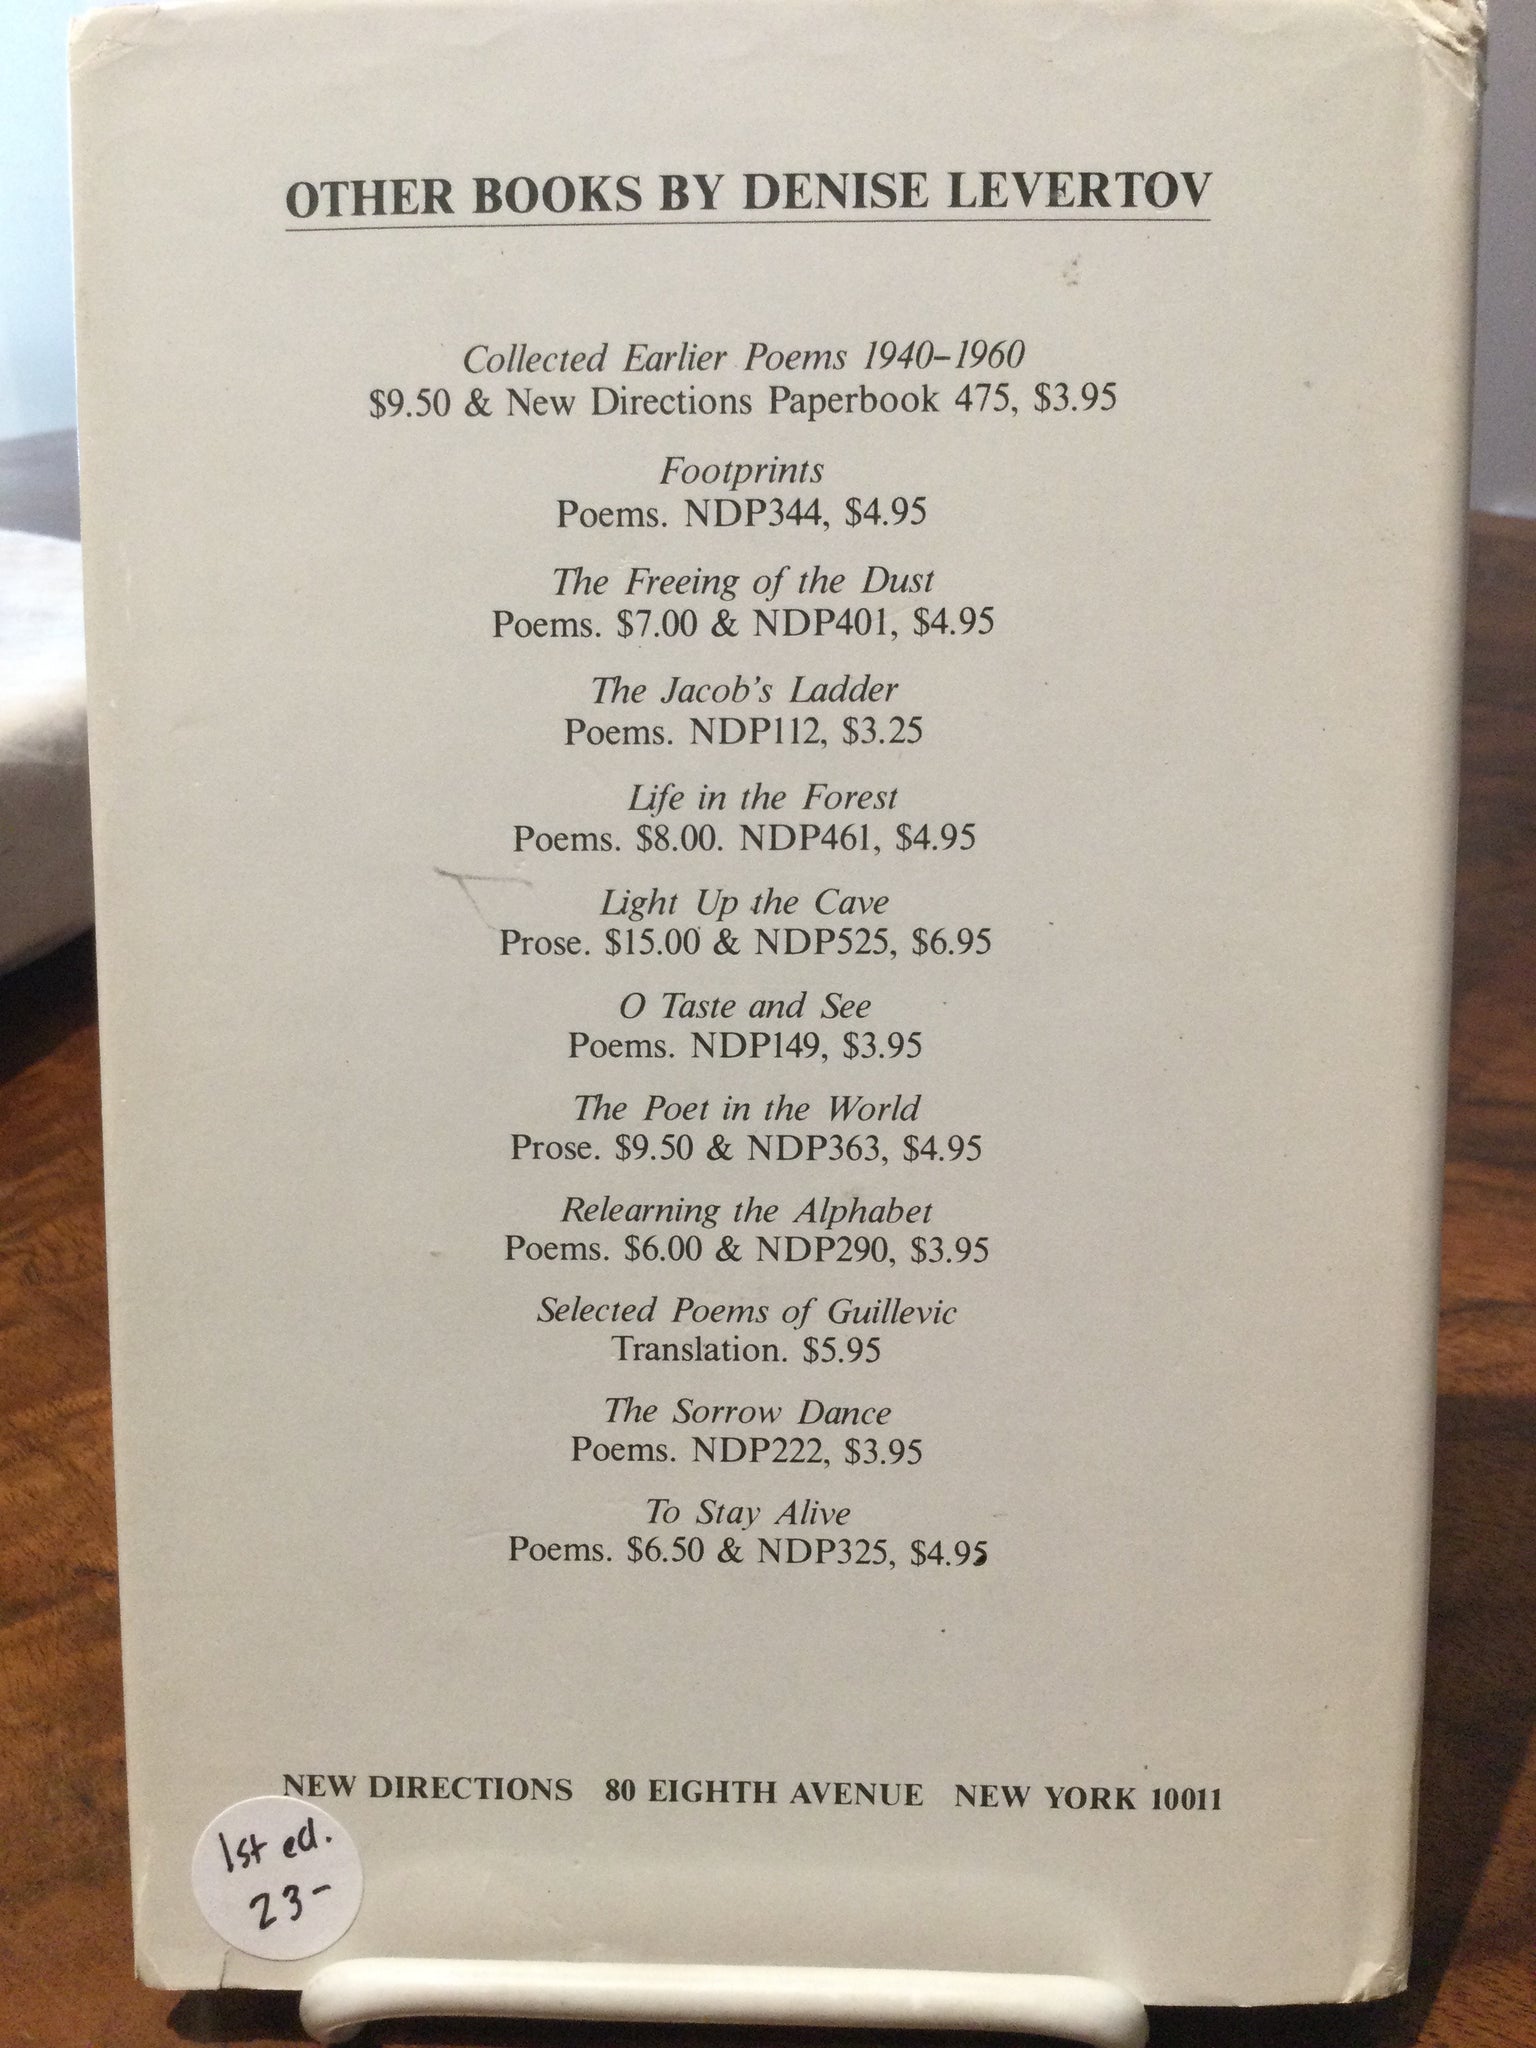 OTHER BOOKS BY DENISE LEVERTOV
Collected Earlier Poems 1940–1960
$9.50 & New Directions Paperbook 475, $3.95
Footprints
Poems. NDP344, $4.95
The Freeing of the Dust
Poems. $7.00 & NDP401, $4.95
The Jacob's Ladder
Poems. NDP112, $3.25
Life in the Forest
Poems. $8.00. NDP461, $4.95
Light Up the Cave
Prose. $15.00 & NDP525, $6.95
O Taste and See
Poems. NDP149, $3.95
The Poet in the World
Prose. $9.50 & NDP363, $4.95
Relearning the Alphabet
Poems. $6.00 & NDP290, $3.95
Selected Poems of Guillevic
Translation. $5.95
The Sorrow Dance
Poems. NDP222, $3.95
To Stay Alive
Poems. $6.50 & NDP325, $4.95
NEW DIRECTIONS 80 EIGHTH AVENUE NEW YORK 10011
1st ed.
23-